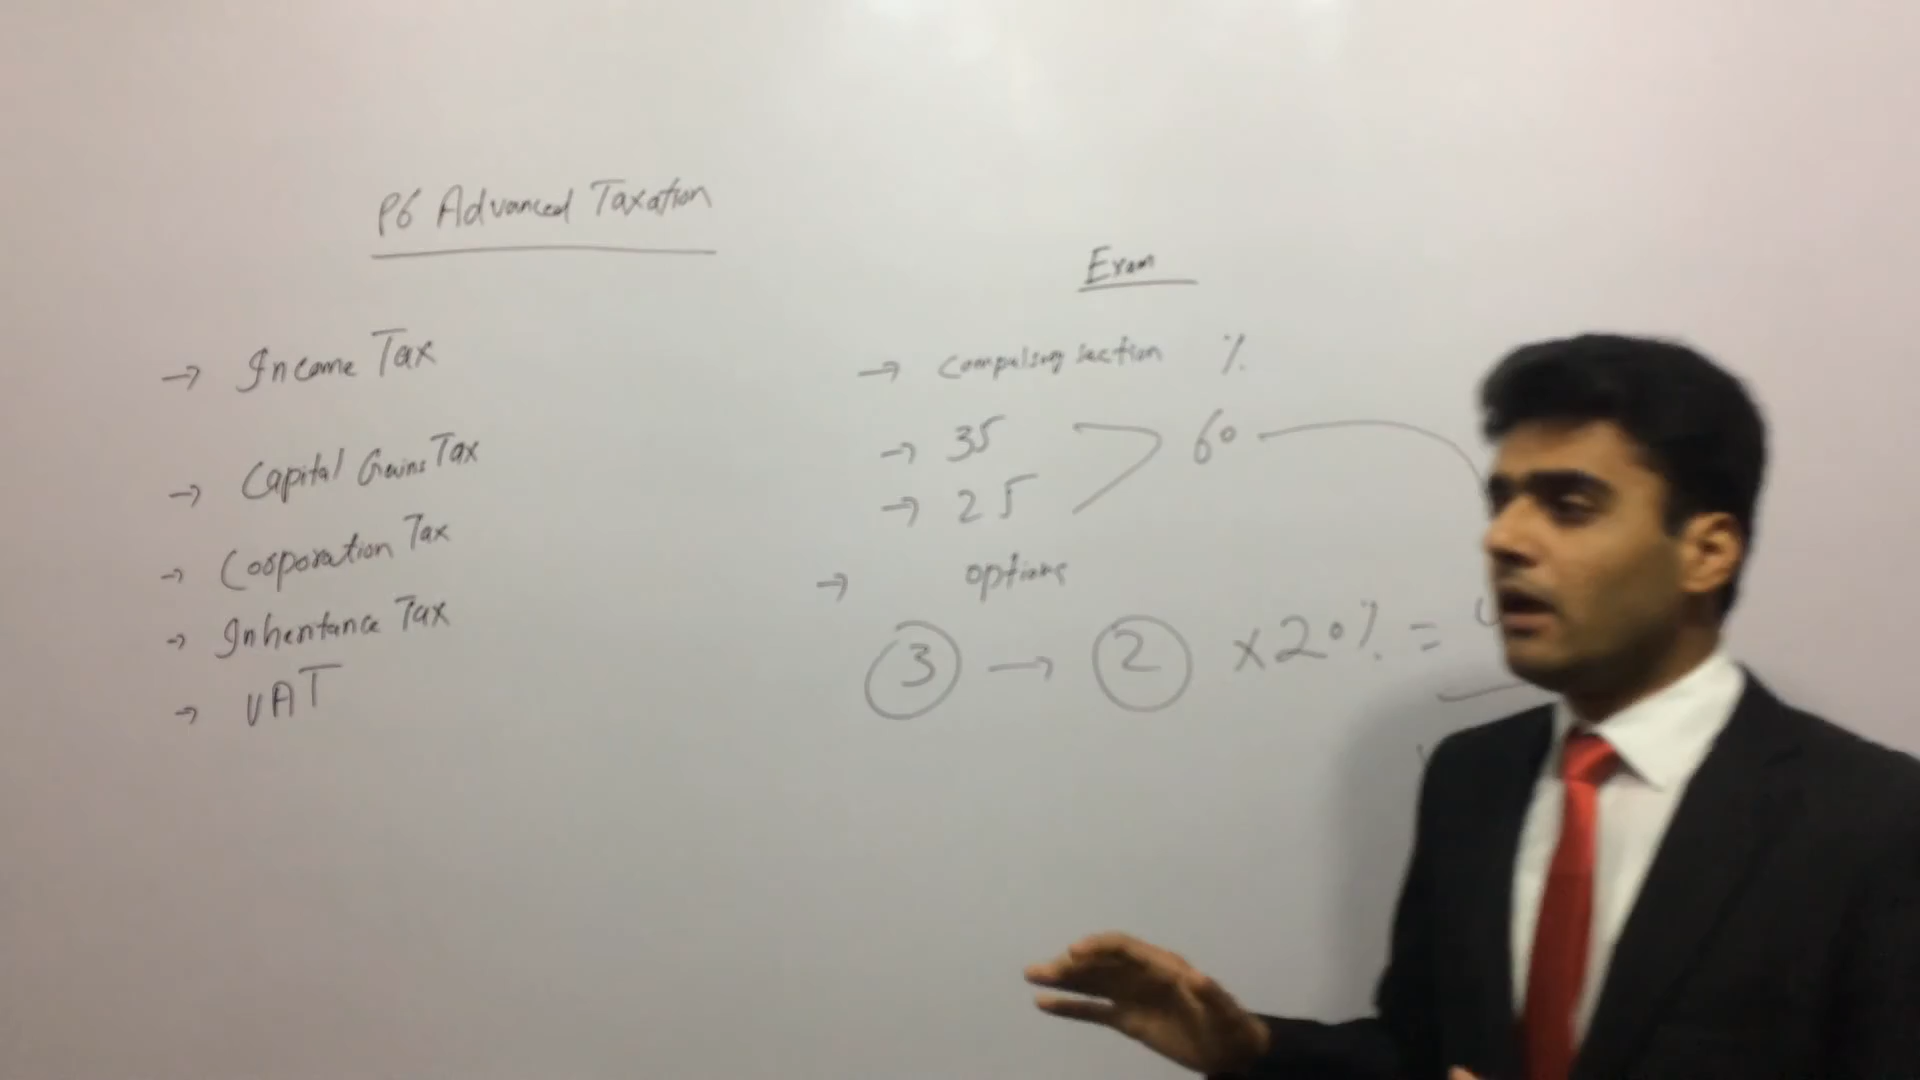 P6 Advanced Taxation
→ Income Tax
→ Capital Gains Tax
→ Corporation Tax
→ Inheritance Tax
→ VAT
Exam
→ Compulsory section %
→ 35
→ 25
60
→ options
3 → 2 x 20% =